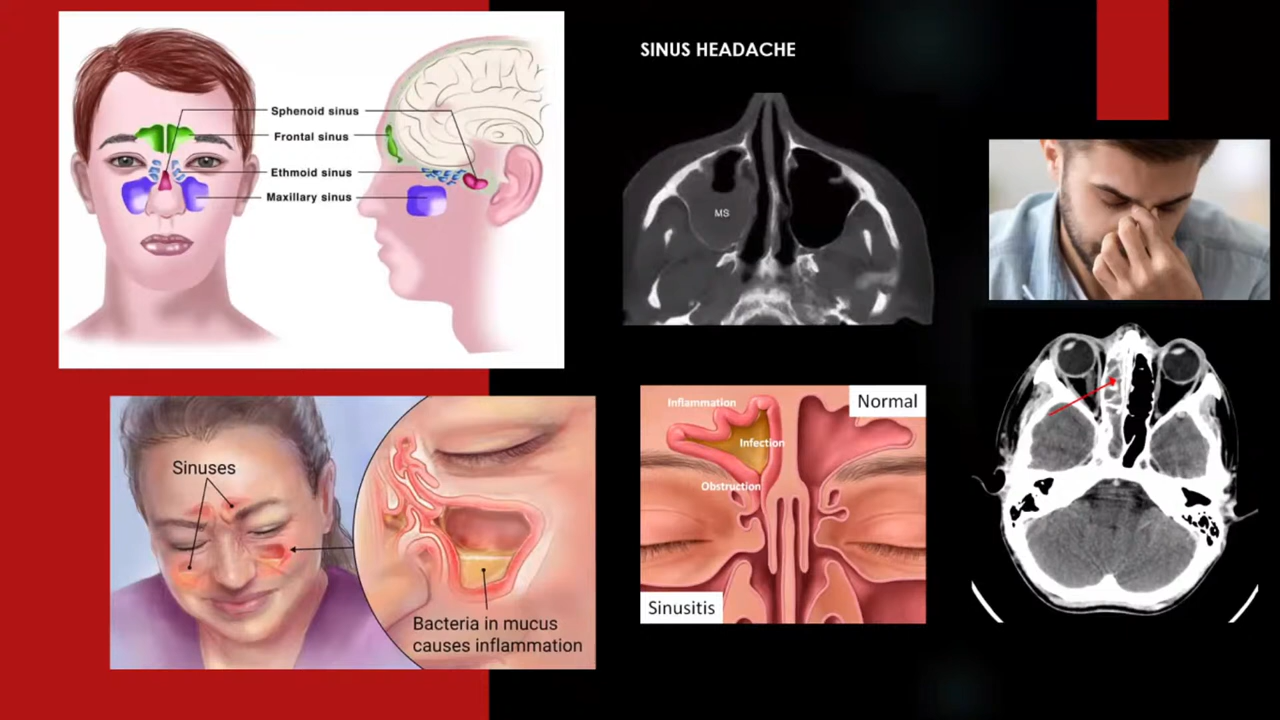 SINUS HEADACHE
Sphenoid sinus
Frontal sinus
Ethmoid sinus
Maxillary sinus
MS
Sinuses
Bacteria in mucus
causes inflammation
Inflammation
Normal
Infection
Obstruction
Sinusitis